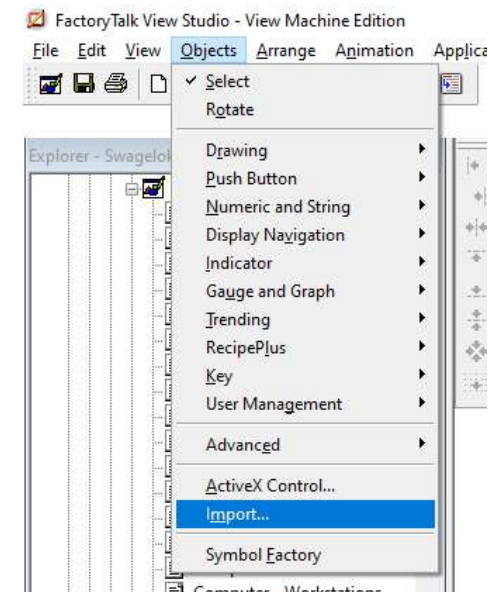 FactoryTalk View Studio - View Machine Edition
File Edit View Objects Arrange Animation
Explorer - Swagelok
Select
Rotate
Drawing
Push Button
Numeric and String
Display Navigation
Indicator
Gauge and Graph
Trending
RecipePlus
Key
User Management
Advanced
ActiveX Control...
Import...
Symbol Factory
Computer Workstations